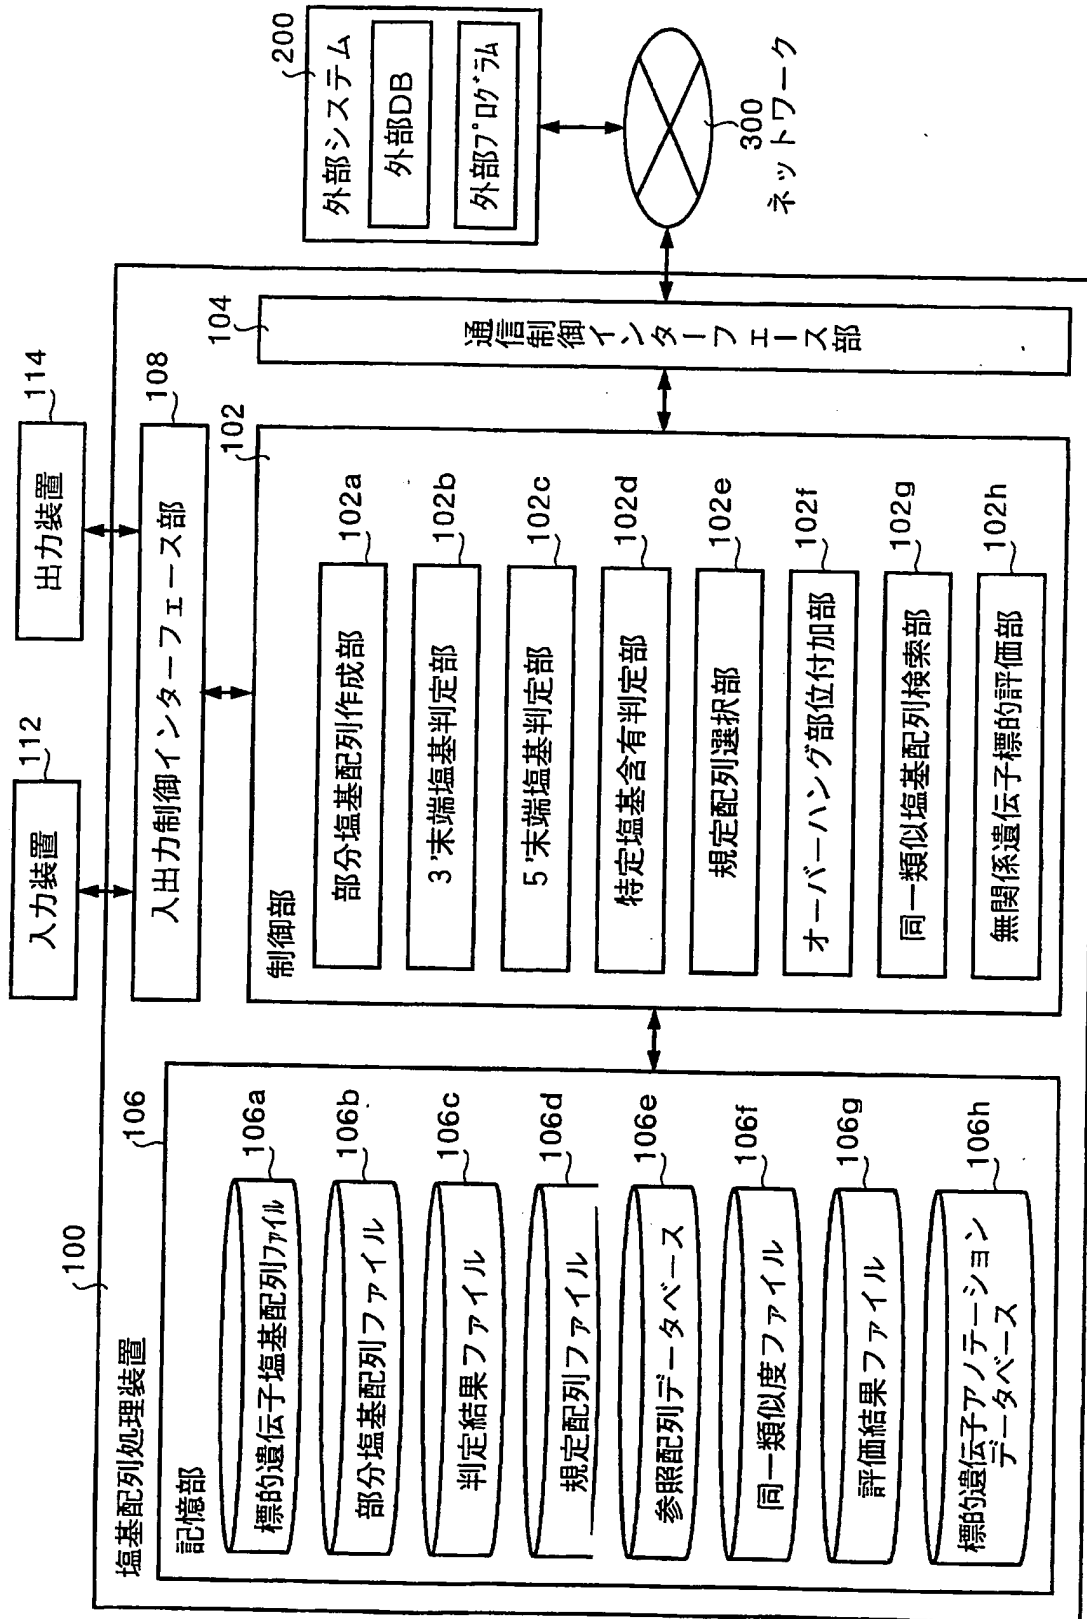 塩基配列処理装置
100
入力装置
112
出力装置
114
入出力制御インターフェース部
108
記憶部
106
標的遺伝子塩基配列ファイル
106a
部分塩基配列ファイル
106b
判定結果ファイル
106c
規定配列ファイル
106d
参照配列データベース
106e
同一類似度ファイル
106f
評価結果ファイル
106g
標的遺伝子アノテーション
データベース
106h
制御部
102
部分塩基配列作成部
102a
3'末端塩基判定部
102b
5'末端塩基判定部
102c
特定塩基含有判定部
102d
規定配列選択部
102e
オーバーハング部位付加部
102f
同一類似塩基配列検索部
102g
無関係遺伝子標的評価部
102h
104
通信制御インターフェース部
外部システム
200
外部DB
外部プログラム
300
ネットワーク